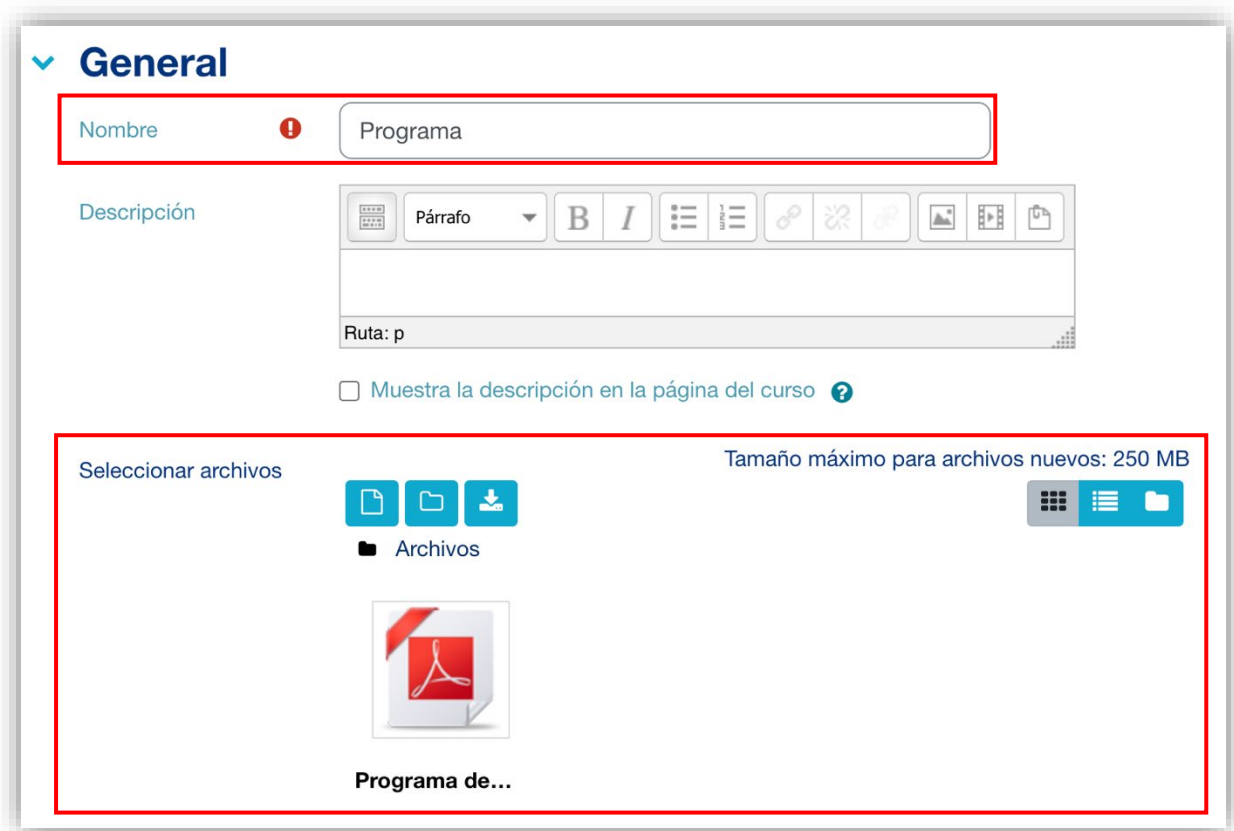 General
Nombre
Programa
Descripción
Párrafo
B I
Ruta: p
Muestra la descripción en la página del curso
Seleccionar archivos
Tamaño máximo para archivos nuevos: 250 MB
Archivos
Programa de...